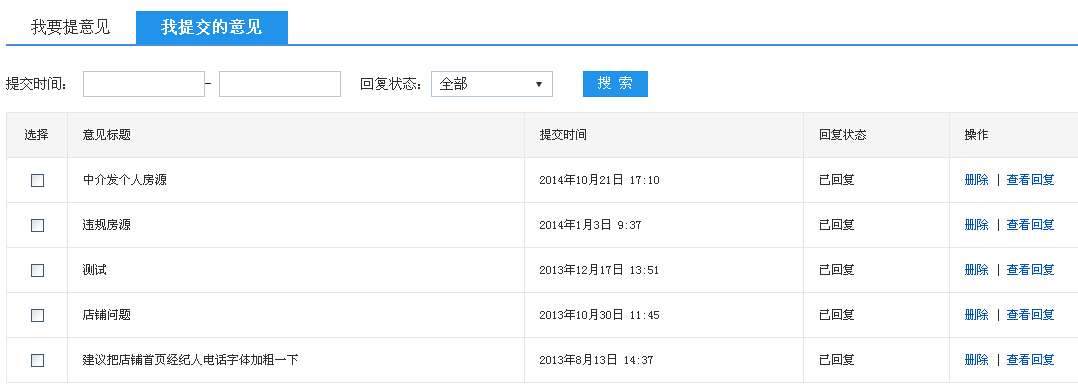 我要提意见 我提交的意见
提交时间： - 回复状态： 全部 搜 索
选择 意见标题 提交时间 回复状态 操作
中介发个人房源 2014年10月21日 17:10 已回复 删除 | 查看回复
违规房源 2014年1月3日 9:37 已回复 删除 | 查看回复
测试 2013年12月17日 13:51 已回复 删除 | 查看回复
店铺问题 2013年10月30日 11:45 已回复 删除 | 查看回复
建议把店铺首页经纪人电话字体加粗一下 2013年8月13日 14:37 已回复 删除 | 查看回复